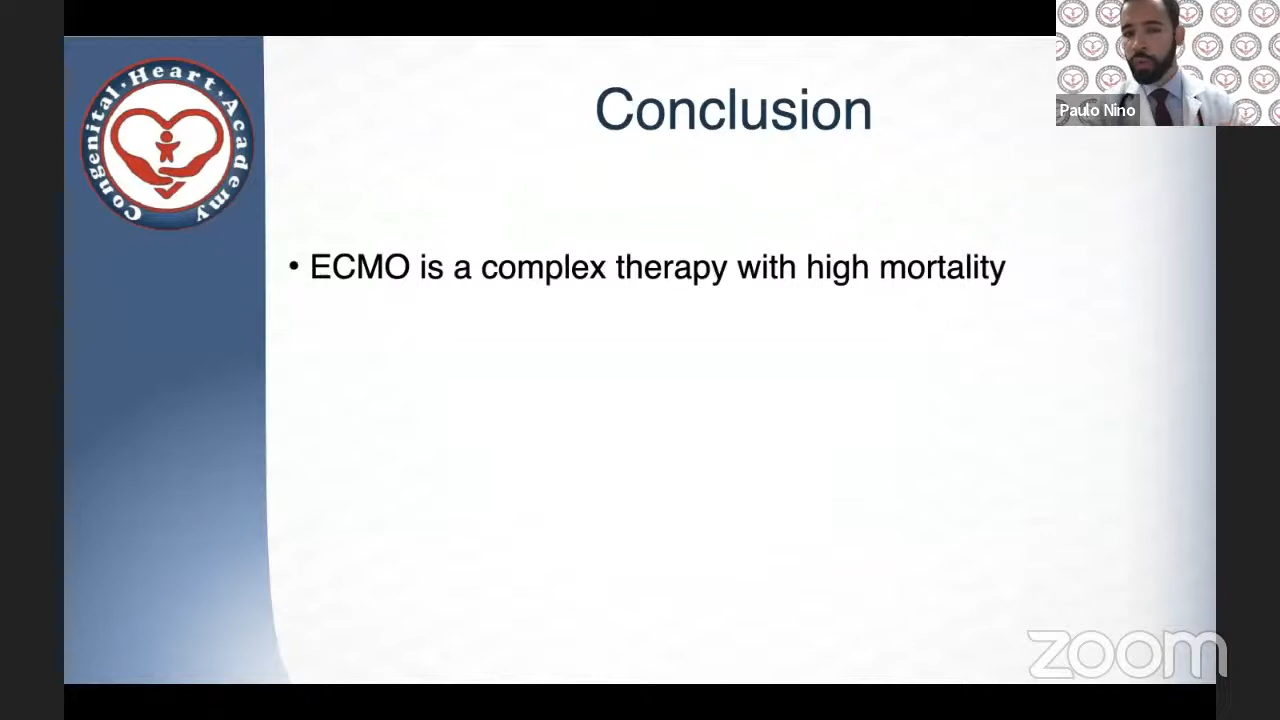 Congenital · Heart · Academy
Conclusion
Paulo Nino
• ECMO is a complex therapy with high mortality
zoom